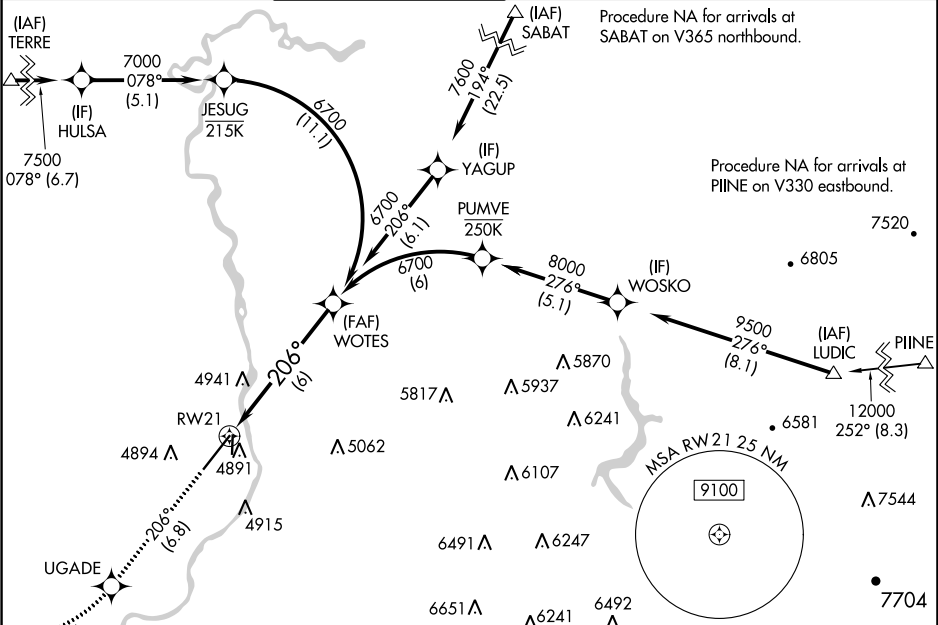 (IAF)
TERRE
7000
078°
(5.1)
(IF)
HULSA
JESUG
215K
7500
078° (6.7)
6700
(11.1)
(IAF)
SABAT
Procedure NA for arrivals at
SABAT on V365 northbound.
7600
194°
(22.5)
(IF)
YAGUP
6700
206°
(6.1)
PUMVE
250K
6700
(6)
Procedure NA for arrivals at
PIINE on V330 eastbound.
7520
6805
8000
276°
(5.1)
(IF)
WOSKO
9500
276°
(8.1)
(IAF)
LUDIC
PIINE
12000
252° (8.3)
(FAF)
WOTES
206°
(6)
4941
RW21
4894
4891
4915
5062
5817
5937
5870
6241
6107
6581
MSA RW21 25 NM
9100
7544
7704
206°
(6.8)
UGADE
6491
6247
6651
6241
6492